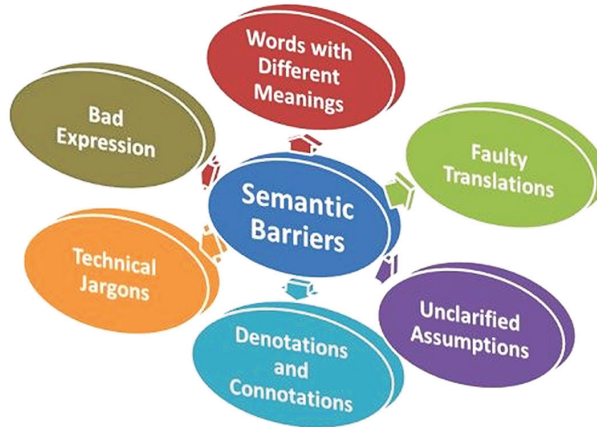 Words with
Different
Meanings
Bad
Expression
Faulty
Translations
Semantic
Barriers
Technical
Jargons
Unclarified
Assumptions
Denotations
and
Connotations